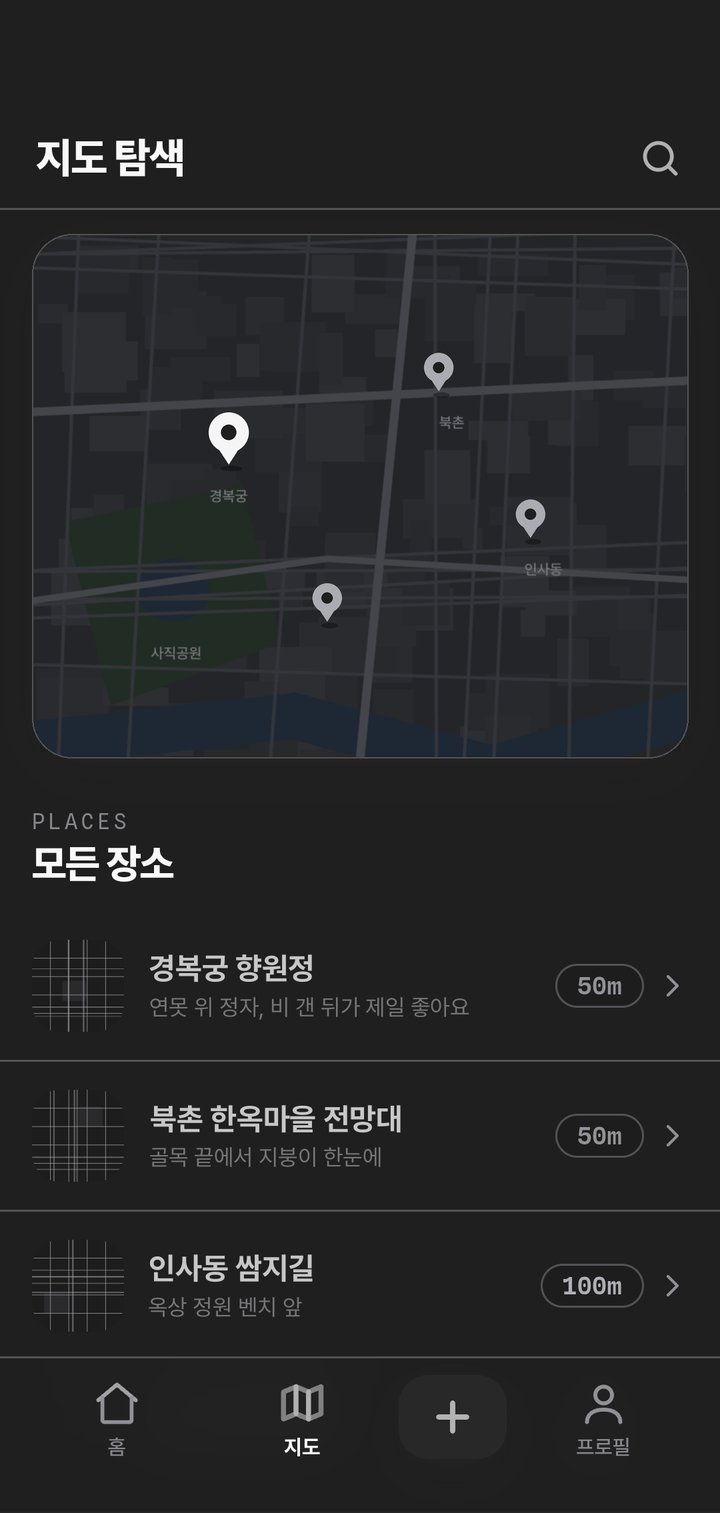 지도 탐색
북촌
경복궁
인사동
사직공원
PLACES
모든 장소
경복궁 향원정
연못 위 정자, 비 갠 뒤가 제일 좋아요
50m
북촌 한옥마을 전망대
골목 끝에서 지붕이 한눈에
50m
인사동 쌈지길
옥상 정원 벤치 앞
100m
홈
지도
프로필